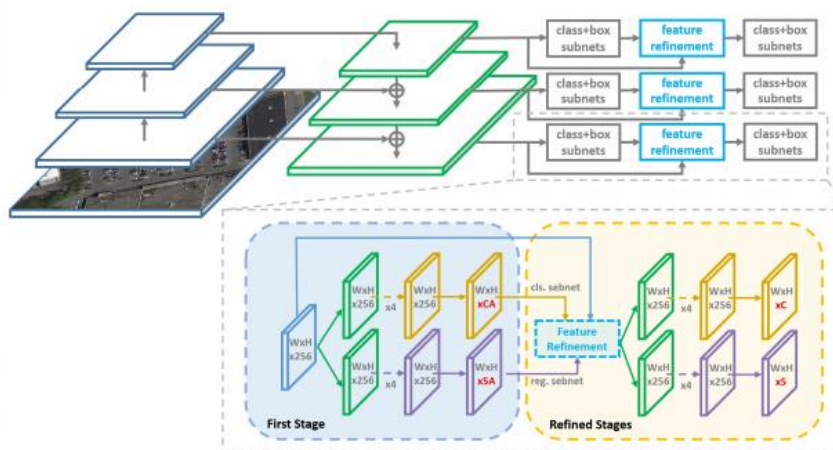 class+box
subnets
feature
refinement
class+box
subnets
class+box
subnets
feature
refinement
class+box
subnets
class+box
subnets
feature
refinement
class+box
subnets
WxH
x256
WxH
x256
x4
WxH
x256
WxH
xCA
cls. sebnet
WxH
x256
x4
WxH
x256
WxH
x5A
reg. sebnet
First Stage
Feature
Refinement
WxH
x256
x4
WxH
x256
WxH
xC
WxH
x256
x4
WxH
x256
WxH
x5
Refined Stages